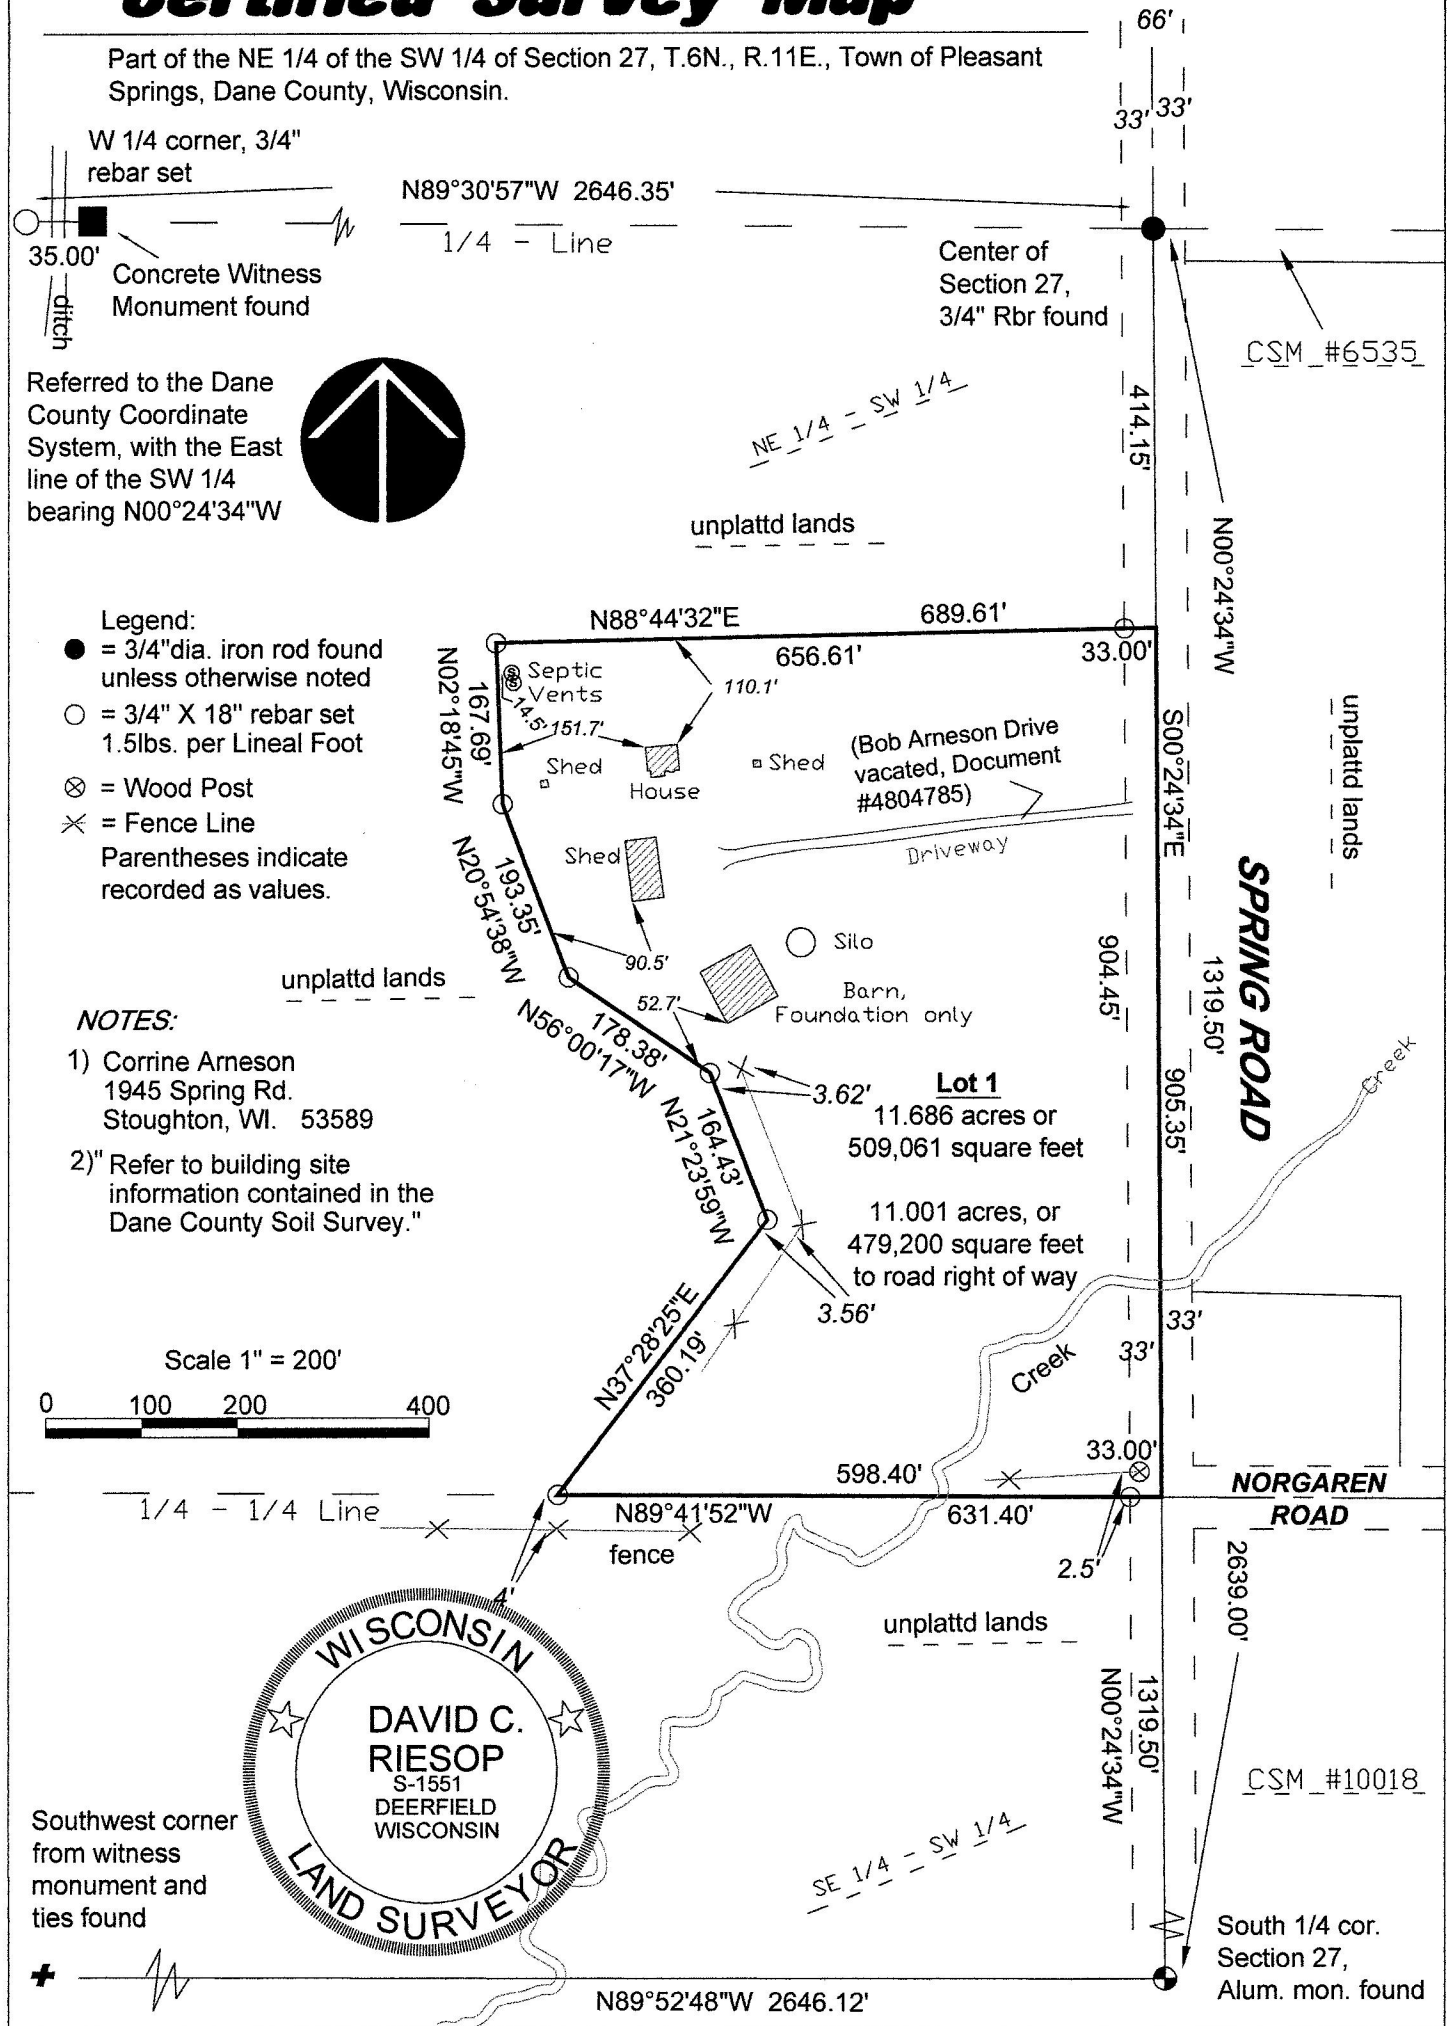 Certified Survey Map
Part of the NE 1/4 of the SW 1/4 of Section 27, T.6N., R.11E., Town of Pleasant
Springs, Dane County, Wisconsin.
66'
33'
33'
W 1/4 corner, 3/4"
rebar set
N89°30'57"W 2646.35'
1/4 - Line
35.00'
ditch
Concrete Witness
Monument found
Center of
Section 27,
3/4" Rbr found
CSM #6535
Referred to the Dane
County Coordinate
System, with the East
line of the SW 1/4
bearing N00°24'34"W
NE 1/4 - SW 1/4
414.15'
N00°24'34"W
unplattd lands
Legend:
= 3/4"dia. iron rod found
unless otherwise noted
= 3/4" X 18" rebar set
1.5lbs. per Lineal Foot
= Wood Post
= Fence Line
Parentheses indicate
recorded as values.
N88°44'32"E
689.61'
656.61'
33.00'
167.69'
N02°18'45"W
Septic
Vents
14.5'
110.1'
151.7'
Shed
House
Shed
(Bob Arneson Drive
vacated, Document
#4804785)
Driveway
S00°24'34"E
unplattd lands
Shed
193.35'
N20°54'38"W
90.5'
Silo
904.45'
1319.50'
SPRING ROAD
unplattd lands
52.7'
Barn,
Foundation only
178.38'
N56°00'17"W
NOTES:
1) Corrine Arneson
1945 Spring Rd.
Stoughton, WI. 53589
2)" Refer to building site
information contained in the
Dane County Soil Survey."
3.62'
164.43'
N21°23'59"W
Lot 1
11.686 acres or
509,061 square feet
11.001 acres, or
479,200 square feet
to road right of way
905.35'
Creek
3.56'
33'
33'
Creek
N37°28'25"E
360.19'
Scale 1" = 200'
0 100 200 400
33.00'
598.40'
1/4 - 1/4 Line
N89°41'52"W
631.40'
NORGAREN
ROAD
fence
4'
2.5'
2639.00'
unplattd lands
WISCONSIN
DAVID C.
RIESOP
S-1551
DEERFIELD
WISCONSIN
LAND SURVEYOR
1319.50'
N00°24'34"W
CSM #10018
SE 1/4 - SW 1/4
Southwest corner
from witness
monument and
ties found
South 1/4 cor.
Section 27,
Alum. mon. found
N89°52'48"W 2646.12'